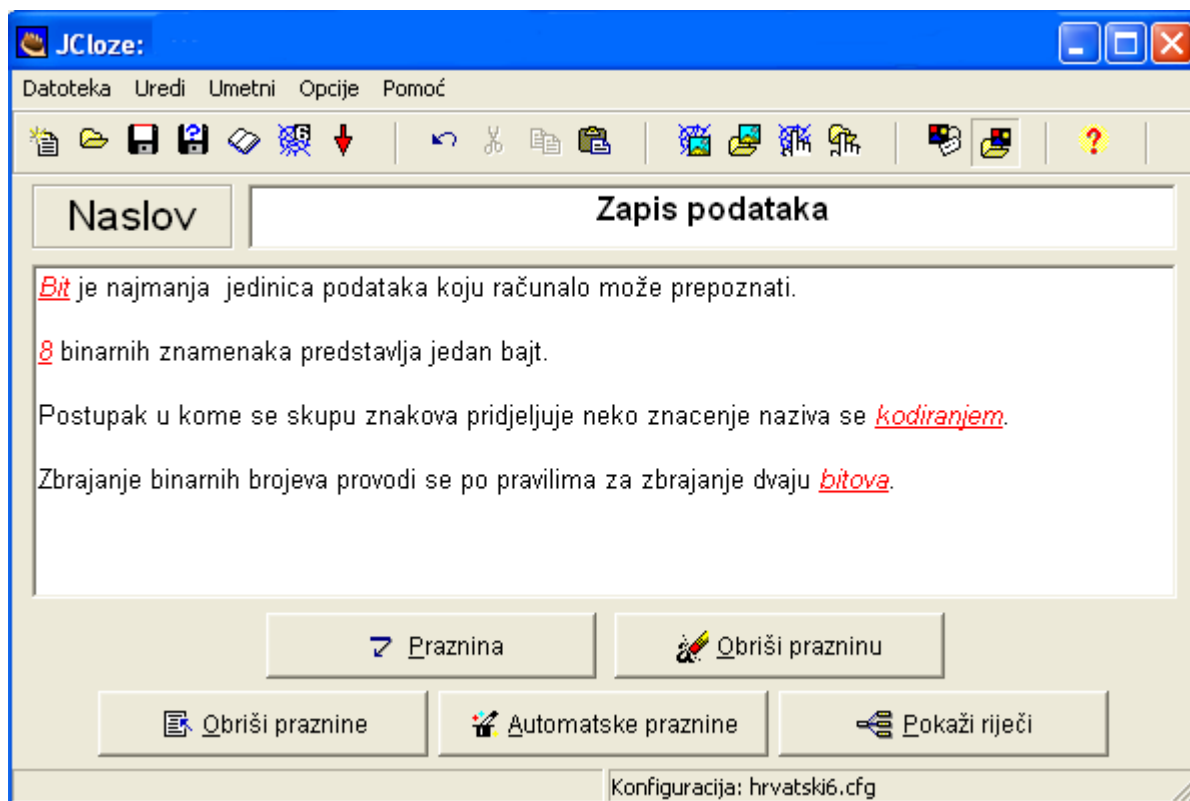 JCloze:
Datoteka Uredi Umetni Opcije Pomoć
Naslov
Zapis podataka
Bit je najmanja  jedinica podataka koju računalo može prepoznati.
8 binarnih znamenaka predstavlja jedan bajt.
Postupak u kome se skupu znakova pridjeljuje neko znacenje naziva se kodiranjem.
Zbrajanje binarnih brojeva provodi se po pravilima za zbrajanje dvaju bitova.
Praznina Obriši prazninu
Obriši praznine Automatske praznine Pokaži riječi
Konfiguracija: hrvatski6.cfg